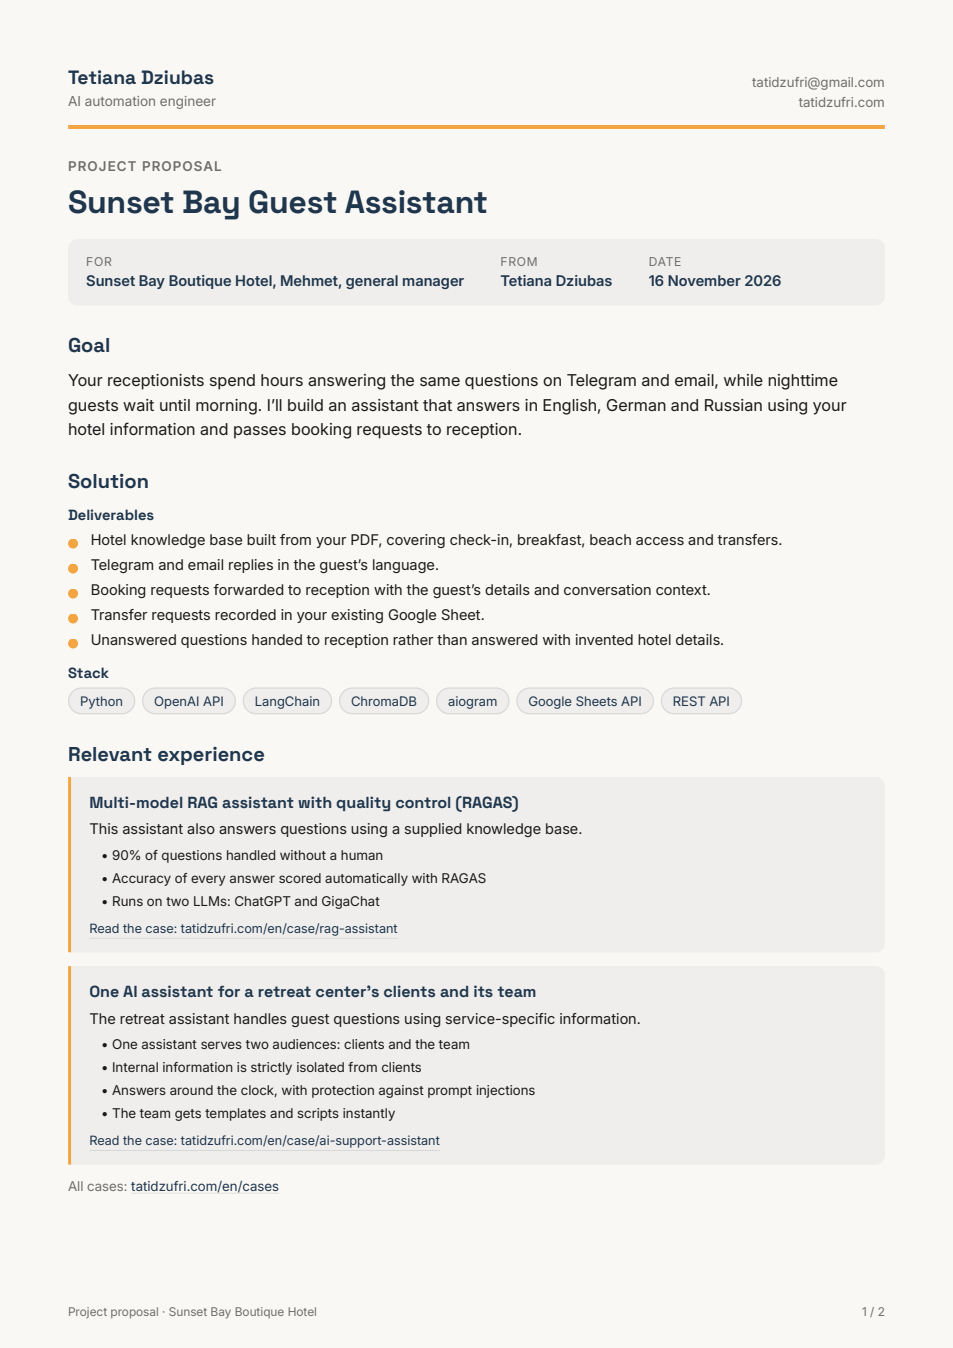 Tetiana Dziubas
AI automation engineer
tatidzufri@gmail.com
tatidzufri.com
PROJECT PROPOSAL
Sunset Bay Guest Assistant
FOR
Sunset Bay Boutique Hotel, Mehmet, general manager
FROM
Tetiana Dziubas
DATE
16 November 2026
Goal
Your receptionists spend hours answering the same questions on Telegram and email, while nighttime
guests wait until morning. I’ll build an assistant that answers in English, German and Russian using your
hotel information and passes booking requests to reception.
Solution
Deliverables
Hotel knowledge base built from your PDF, covering check-in, breakfast, beach access and transfers.
Telegram and email replies in the guest’s language.
Booking requests forwarded to reception with the guest’s details and conversation context.
Transfer requests recorded in your existing Google Sheet.
Unanswered questions handed to reception rather than answered with invented hotel details.
Stack
Python OpenAI API LangChain ChromaDB aiogram Google Sheets API REST API
Relevant experience
Multi-model RAG assistant with quality control (RAGAS)
This assistant also answers questions using a supplied knowledge base.
• 90% of questions handled without a human
• Accuracy of every answer scored automatically with RAGAS
• Runs on two LLMs: ChatGPT and GigaChat
Read the case: tatidzufri.com/en/case/rag-assistant
One AI assistant for a retreat center’s clients and its team
The retreat assistant handles guest questions using service-specific information.
• One assistant serves two audiences: clients and the team
• Internal information is strictly isolated from clients
• Answers around the clock, with protection against prompt injections
• The team gets templates and scripts instantly
Read the case: tatidzufri.com/en/case/ai-support-assistant
All cases: tatidzufri.com/en/cases
Project proposal · Sunset Bay Boutique Hotel
1 / 2